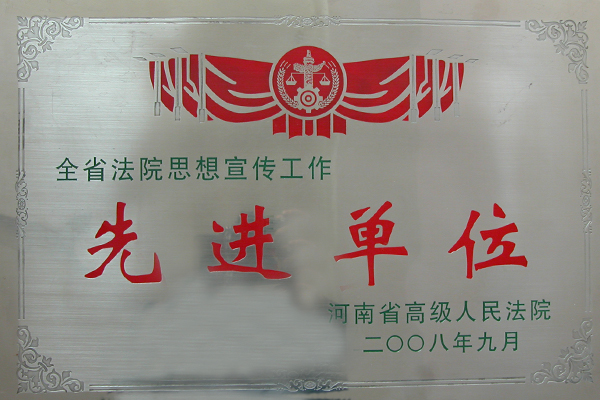 全省法院思想宣传工作
先进单位
河南省高级人民法院
二〇〇八年九月